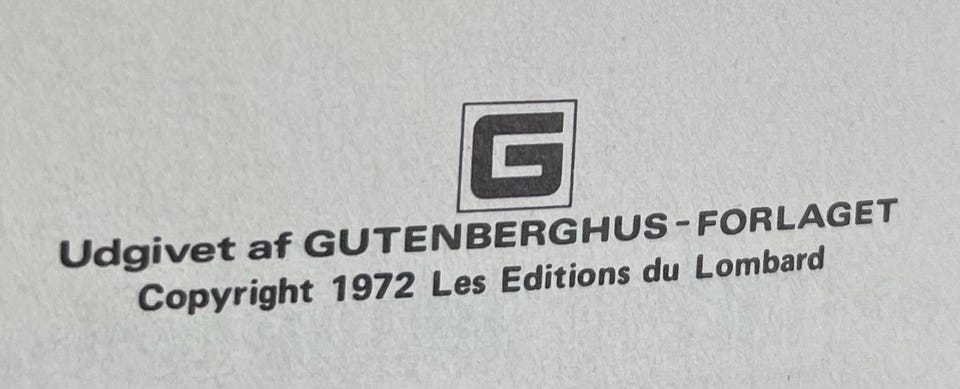 G
Udgivet af GUTENBERGHUS-FORLAGET
Copyright 1972 Les Editions du Lombard